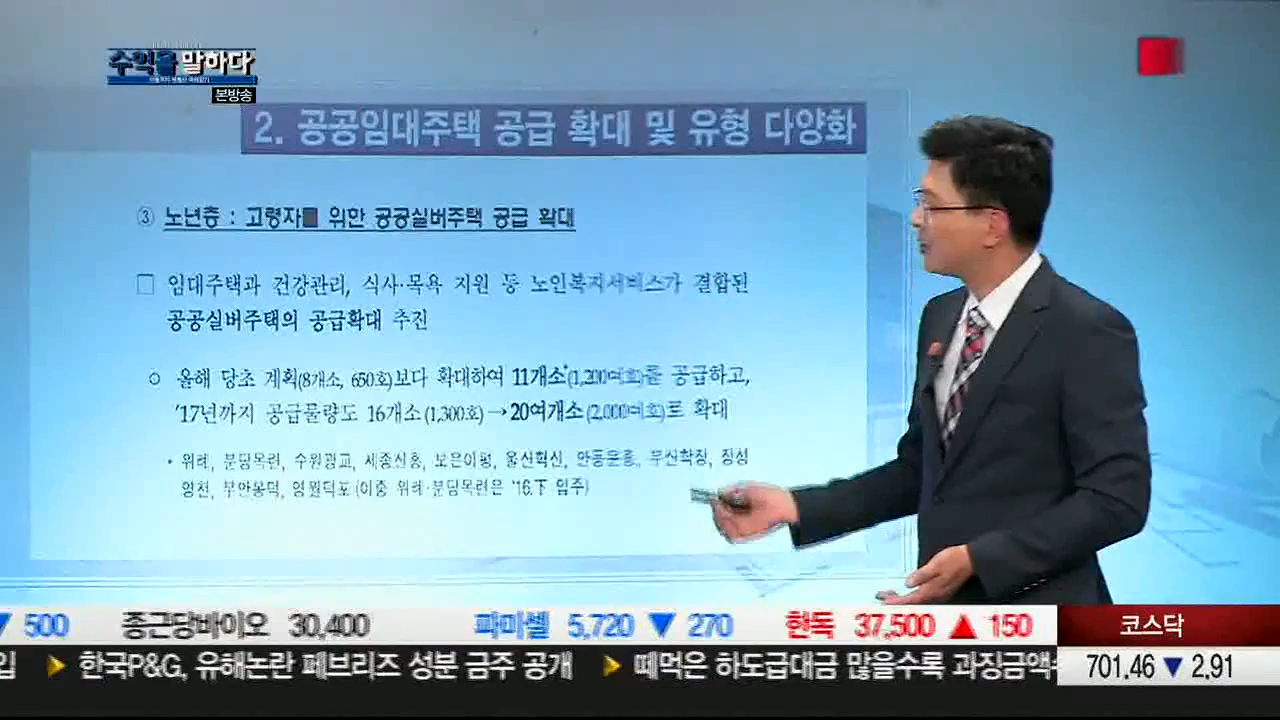 수익을 말하다
본방송
2. 공공임대주택 공급 확대 및 유형 다양화
③ 노년층 : 고령자를 위한 공공실버주택 공급 확대
□ 임대주택과 건강관리, 식사·목욕 지원 등 노인복지서비스가 결합된
공공실버주택의 공급확대 추진
○ 올해 당초 계획(8개소, 650호)보다 확대하여 11개소*(1,200여호)를 공급하고,
'17년까지 공급물량도 16개소(1,300호)→20여개소(2,000여호)로 확대
* 위례, 분당목련, 수원광교, 세종신흥, 보은이평, 울산혁신, 안동운흥, 부산학장, 장성
영천, 부안봉덕, 영월덕포(이중 위례·분당목련은 '16.下 입주)
▼ 500 종근당바이오 30,400 파미셀 5,720 ▼ 270 현독 37,500 ▲ 150 코스닥
입 ▶ 한국P&G, 유해논란 페브리즈 성분 금주 공개 ▶ 떼먹은 하도급대금 많을수록 과징금액 701.46 ▼ 2.91